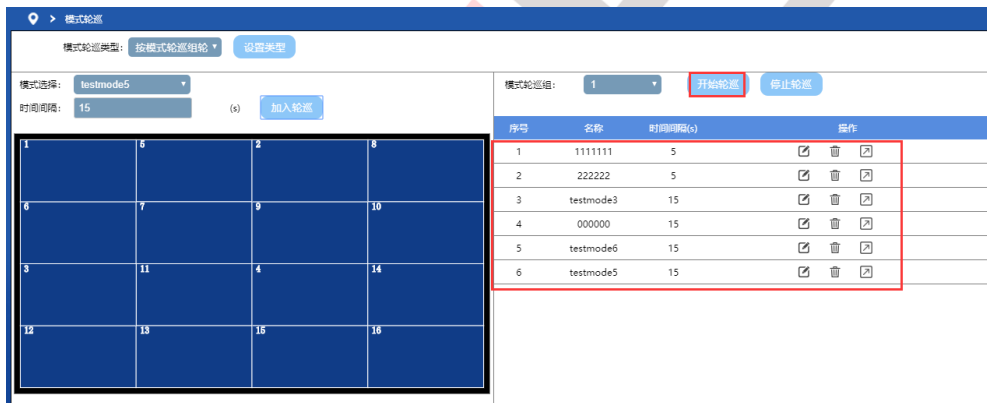 > 模式轮巡
模式轮巡类型: 按模式轮巡组轮 设置类型
模式选择: testmode5
时间间隔: 15 (s) 加入轮巡
1 5 2 8
6 7 9 10
3 11 4 14
12 13 15 16
模式轮巡组: 1 开始轮巡 停止轮巡
序号 名称 时间间隔(s) 操作
1 1111111 5
2 222222 5
3 testmode3 15
4 000000 15
5 testmode6 15
6 testmode5 15